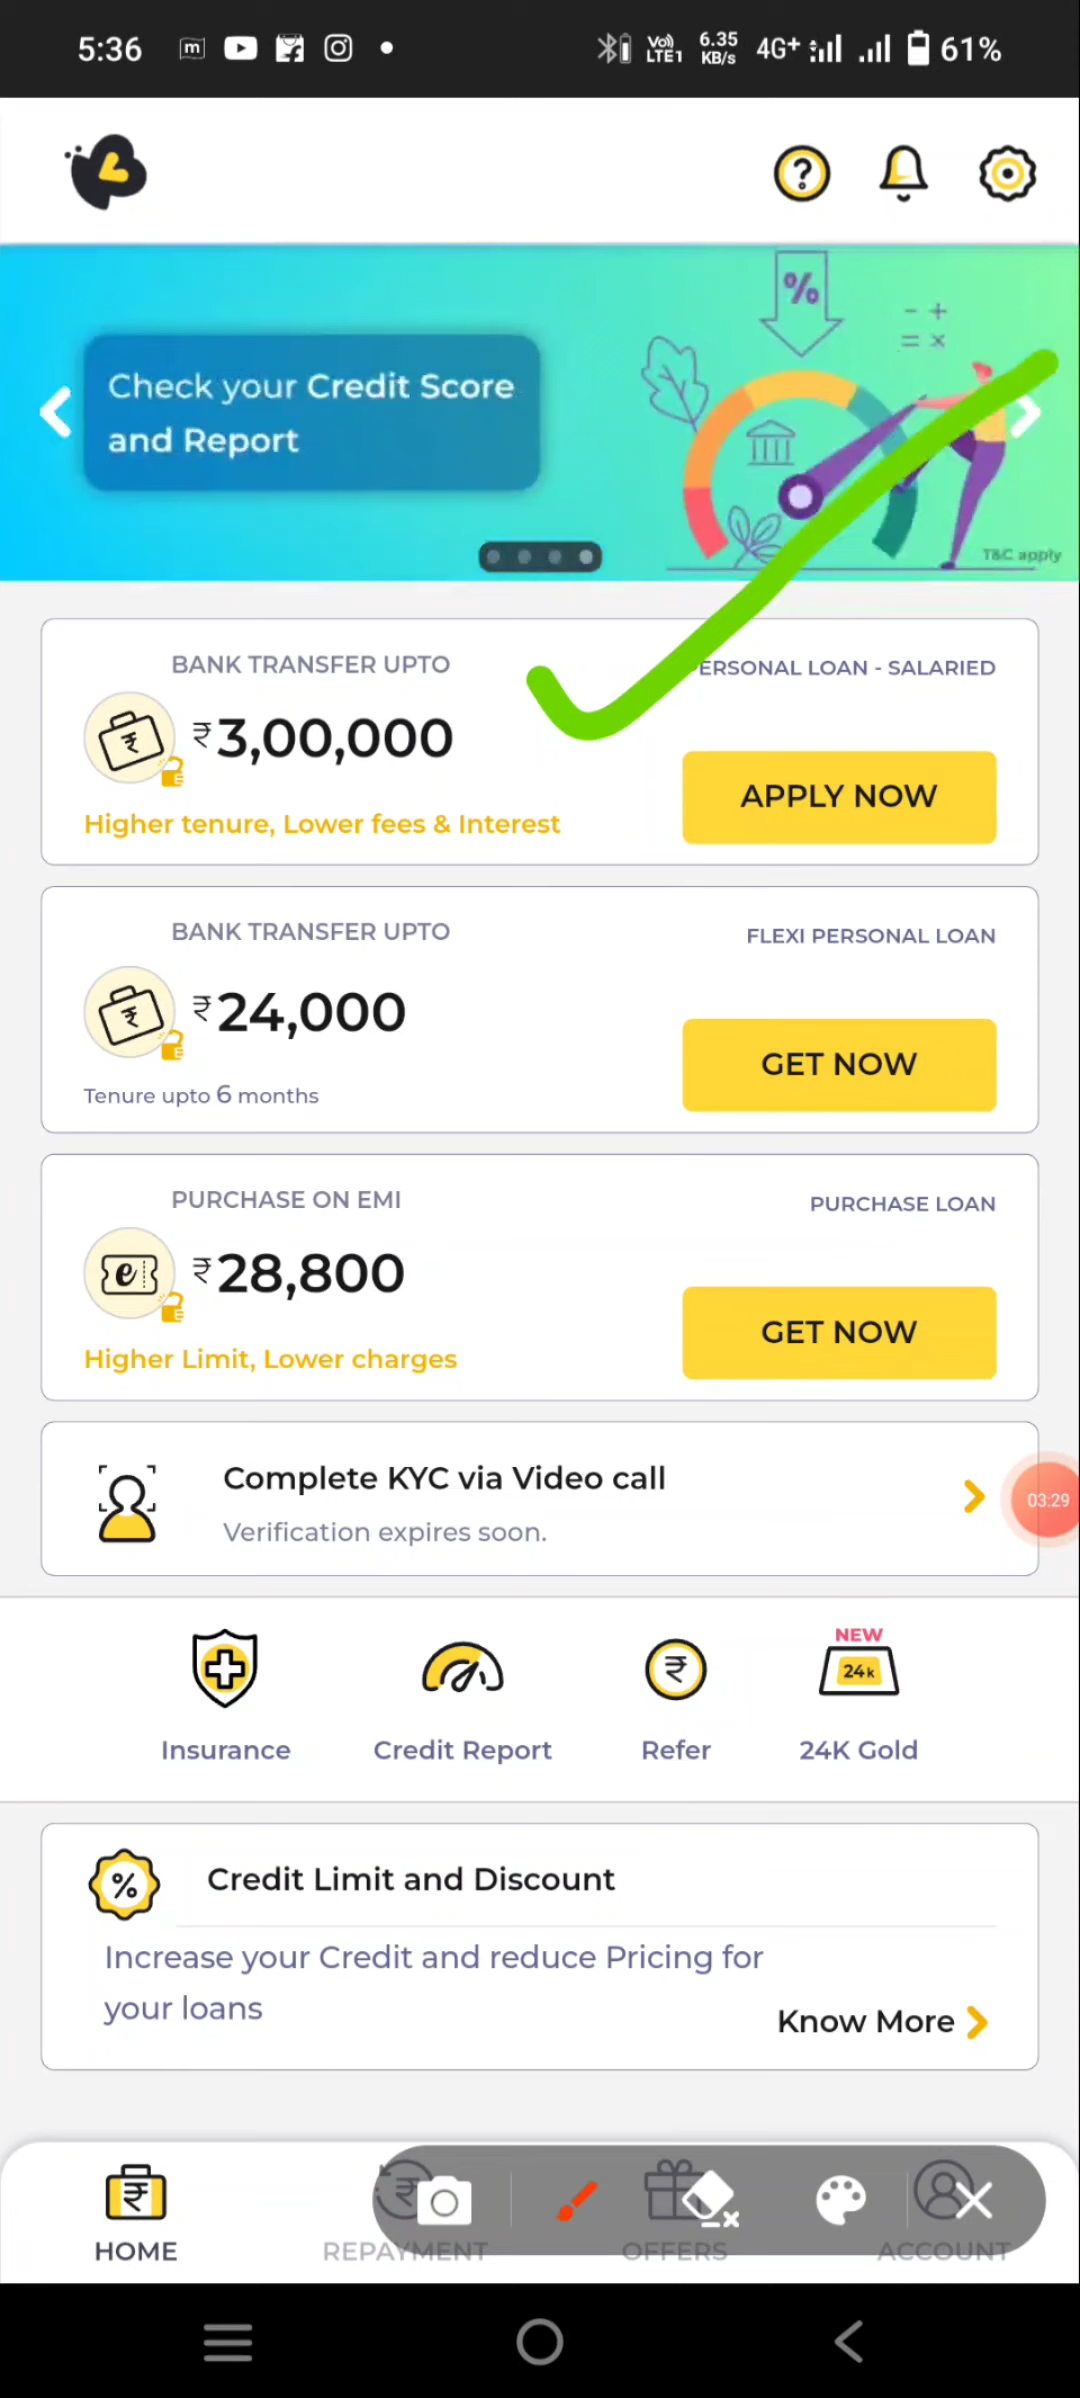 5:36
m
Vo)
LTE1
6.35
KB/s
4G+
61%
?
%
Check your Credit Score
and Report
T&C apply
BANK TRANSFER UPTO
ERSONAL LOAN - SALARIED
₹3,00,000
APPLY NOW
Higher tenure, Lower fees & Interest
BANK TRANSFER UPTO
FLEXI PERSONAL LOAN
₹24,000
GET NOW
Tenure upto 6 months
PURCHASE ON EMI
PURCHASE LOAN
₹28,800
GET NOW
Higher Limit, Lower charges
Complete KYC via Video call
Verification expires soon.
03:29
NEW
24k
Insurance
Credit Report
Refer
24K Gold
%
Credit Limit and Discount
Increase your Credit and reduce Pricing for
your loans
Know More
HOME
REPAYMENT
OFFERS
ACCOUNT